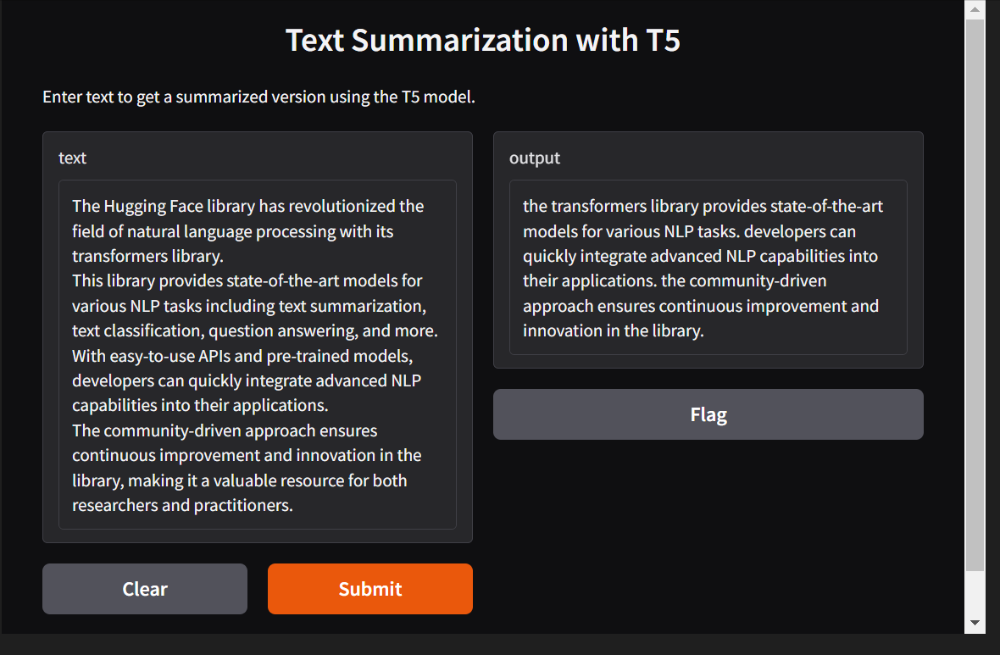 Text Summarization with T5
Enter text to get a summarized version using the T5 model.
text
The Hugging Face library has revolutionized the
field of natural language processing with its
transformers library.
This library provides state-of-the-art models for
various NLP tasks including text summarization,
text classification, question answering, and more.
With easy-to-use APIs and pre-trained models,
developers can quickly integrate advanced NLP
capabilities into their applications.
The community-driven approach ensures
continuous improvement and innovation in the
library, making it a valuable resource for both
researchers and practitioners.
Clear
Submit
output
the transformers library provides state-of-the-art
models for various NLP tasks. developers can
quickly integrate advanced NLP capabilities into
their applications. the community-driven
approach ensures continuous improvement and
innovation in the library.
Flag